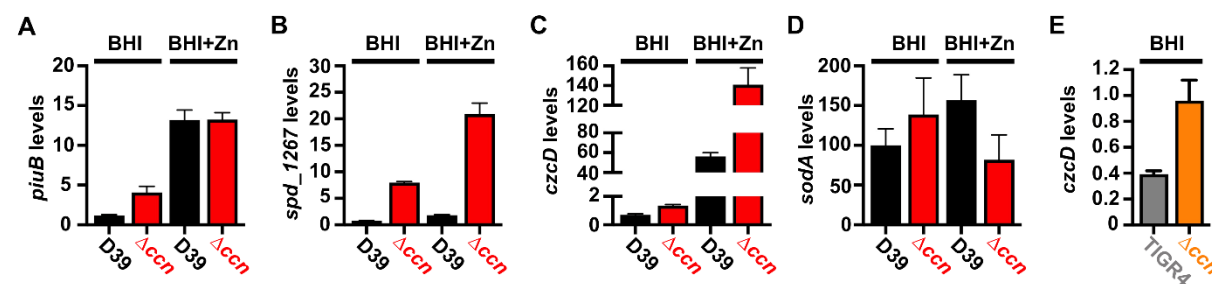 A
BHI BHI+Zn
piuB levels
20
15
10
5
0
D39 Δccn D39 Δccn
B
BHI BHI+Zn
spd_1267 levels
30
25
20
15
10
5
0
D39 Δccn D39 Δccn
C
BHI BHI+Zn
czcD levels
160
140
120
100
80
60
40
2
0
D39 Δccn D39 Δccn
D
BHI BHI+Zn
sodA levels
200
150
100
50
0
D39 Δccn D39 Δccn
E
BHI
czcD levels
1.2
1.0
0.8
0.6
0.4
0.2
0
TIGR4 Δccn